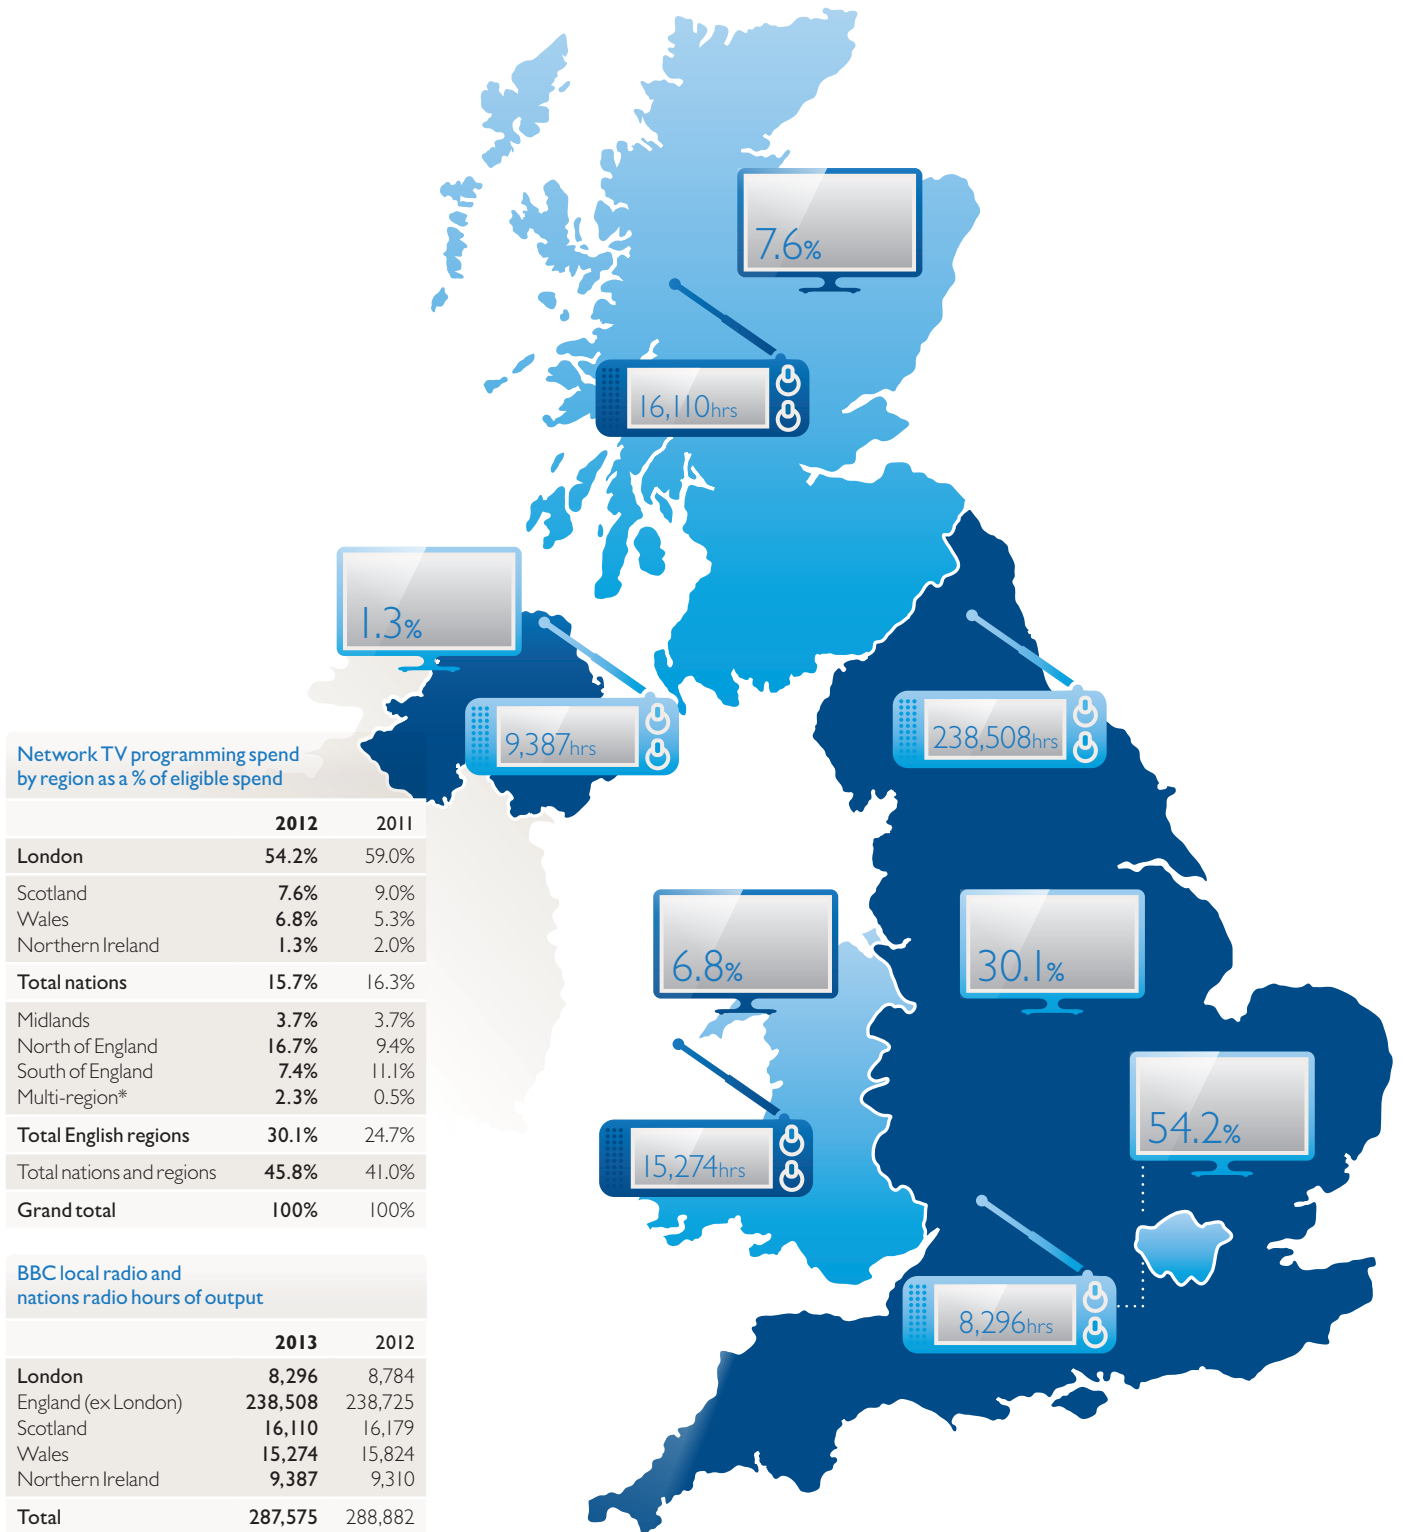 7.6%
16,110hrs
1.3%
9,387hrs
238,508hrs
6.8%
30.1%
15,274hrs
54.2%
8,296hrs
Network TV programming spend
by region as a % of eligible spend
2012 2011
London 54.2% 59.0%
Scotland 7.6% 9.0%
Wales 6.8% 5.3%
Northern Ireland 1.3% 2.0%
Total nations 15.7% 16.3%
Midlands 3.7% 3.7%
North of England 16.7% 9.4%
South of England 7.4% 11.1%
Multi-region* 2.3% 0.5%
Total English regions 30.1% 24.7%
Total nations and regions 45.8% 41.0%
Grand total 100% 100%
BBC local radio and
nations radio hours of output
2013 2012
London 8,296 8,784
England (ex London) 238,508 238,725
Scotland 16,110 16,179
Wales 15,274 15,824
Northern Ireland 9,387 9,310
Total 287,575 288,882